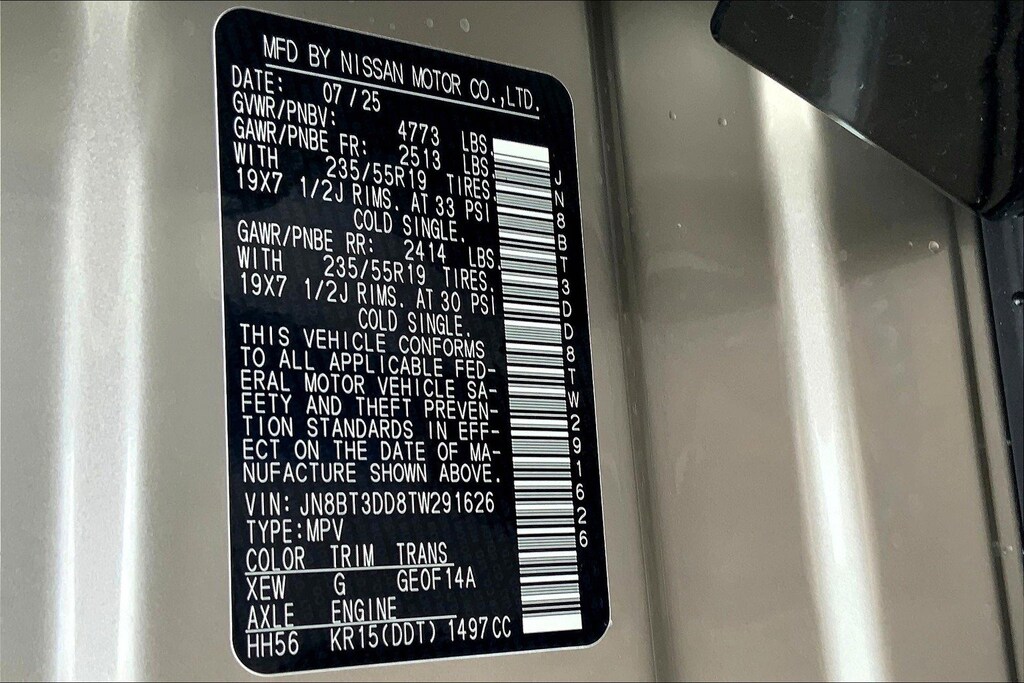 MFD BY NISSAN MOTOR CO.,LTD.
DATE: 07/25
GVWR/PNBV: 4773 LBS.
GAWR/PNBE FR: 2513 LBS.
WITH 235/55R19 TIRES.
19X7 1/2J RIMS. AT 33 PSI
COLD SINGLE.
GAWR/PNBE RR: 2414 LBS.
WITH 235/55R19 TIRES.
19X7 1/2J RIMS. AT 30 PSI
COLD SINGLE.
THIS VEHICLE CONFORMS
TO ALL APPLICABLE FED-
ERAL MOTOR VEHICLE SA-
FETY AND THEFT PREVEN-
TION STANDARDS IN EFF-
ECT ON THE DATE OF MA-
NUFACTURE SHOWN ABOVE.
VIN: JN8BT3DD8TW291626
TYPE:MPV
COLOR TRIM TRANS
XEW G GEOF14A
AXLE ENGINE
HH56 KR15(DDT) 1497CC
JN8BT3DD8TW291626